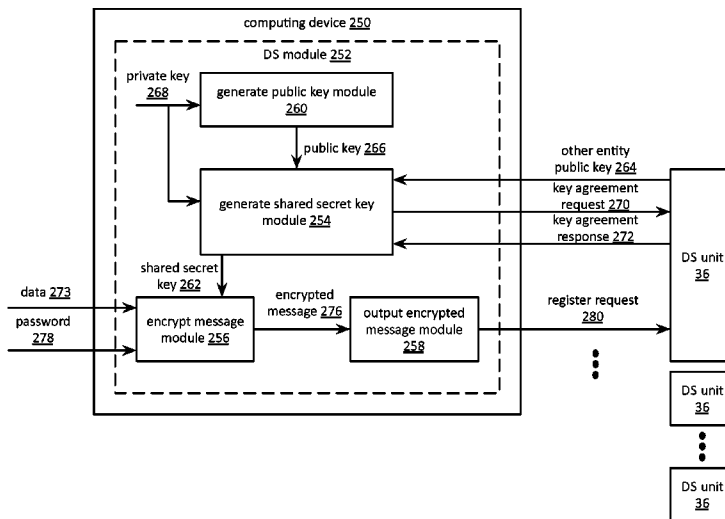 computing device 250
DS module 252
private key
268
generate public key module
260
public key 266
other entity
public key 264
generate shared secret key
module 254
key agreement
request 270
key agreement
response 272
DS unit
36
shared secret
key 262
data 273
password
278
encrypt message
module 256
encrypted
message 276
output encrypted
message module
258
register request
280
DS unit
36
DS unit
36